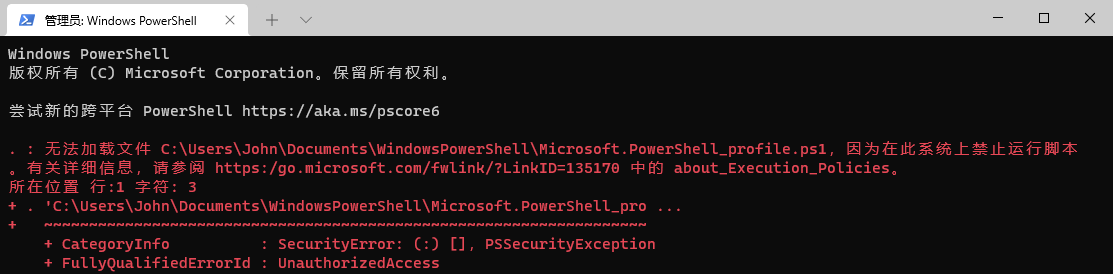 管理员: Windows PowerShell
Windows PowerShell
版权所有 (C) Microsoft Corporation。保留所有权利。
尝试新的跨平台 PowerShell https://aka.ms/pscore6
. : 无法加载文件 C:\Users\John\Documents\WindowsPowerShell\Microsoft.PowerShell_profile.ps1，因为在此系统上禁止运行脚本
。有关详细信息，请参阅 https:/go.microsoft.com/fwlink/?LinkID=135170 中的 about_Execution_Policies。
所在位置 行:1 字符: 3
+ . 'C:\Users\John\Documents\WindowsPowerShell\Microsoft.PowerShell_pro ...
+   ~~~~~~~~~~~~~~~~~~~~~~~~~~~~~~~~~~~~~~~~~~~~~~~~~~~~~~~~~~~~~~~~~~~
    + CategoryInfo          : SecurityError: (:) []，PSSecurityException
    + FullyQualifiedErrorId : UnauthorizedAccess